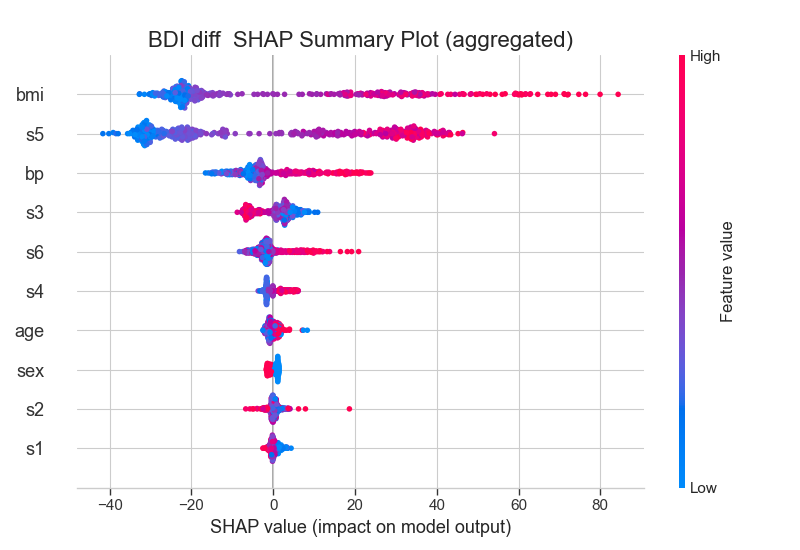 BDI diff  SHAP Summary Plot (aggregated)
High
bmi
s5
bp
s3
s6
s4
age
sex
s2
s1
Feature value
Low
−40 −20 0 20 40 60 80
SHAP value (impact on model output)